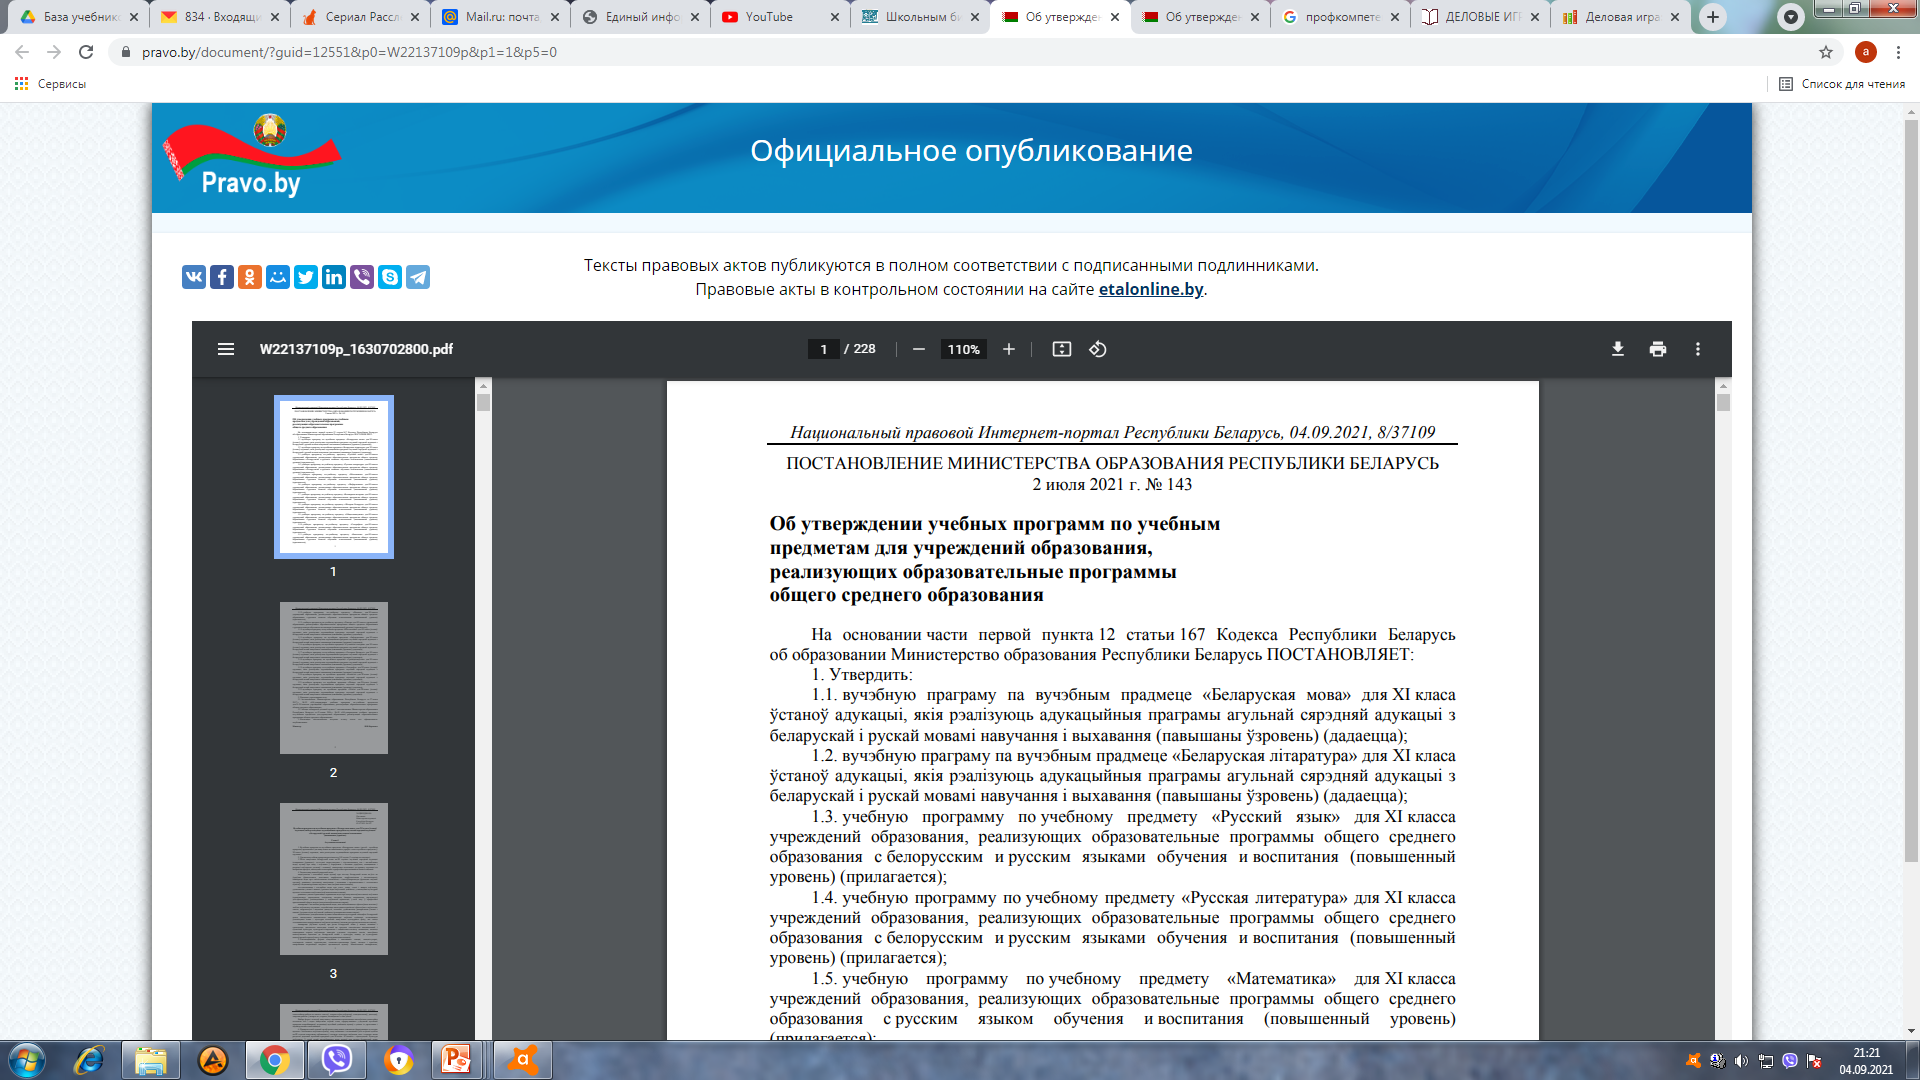 База учебнико
834 · Входящи
Сериал Рассл
Mail.ru: почта,
Единый инфо
YouTube
Школьным би
Об утвержде
Об утвержде
профкомпете
ДЕЛОВЫЕ ИГР
Деловая игра
pravo.by/document/?guid=12551&p0=W22137109p&p1=1&p5=0
a
Сервисы
Список для чтения
Pravo.by
Официальное опубликование
Тексты правовых актов публикуются в полном соответствии с подписанными подлинниками.
Правовые акты в контрольном состоянии на сайте etalonline.by.
W22137109p_1630702800.pdf
1 / 228
110%
1
2
3
Национальный правовой Интернет-портал Республики Беларусь, 04.09.2021, 8/37109
ПОСТАНОВЛЕНИЕ МИНИСТЕРСТВА ОБРАЗОВАНИЯ РЕСПУБЛИКИ БЕЛАРУСЬ
2 июля 2021 г. № 143
Об утверждении учебных программ по учебным
предметам для учреждений образования,
реализующих образовательные программы
общего среднего образования
На основании части первой пункта 12 статьи 167 Кодекса Республики Беларусь
об образовании Министерство образования Республики Беларусь ПОСТАНОВЛЯЕТ:
1. Утвердить:
1.1. вучэбную праграму па вучэбным прадмеце «Беларуская мова» для XI класа
ўстаноў адукацыі, якія рэалізуюць адукацыйныя праграмы агульнай сярэдняй адукацыі з
беларускай і рускай мовамі навучання і выхавання (павышаны ўзровень) (дадаецца);
1.2. вучэбную праграму па вучэбным прадмеце «Беларуская літаратура» для XI класа
ўстаноў адукацыі, якія рэалізуюць адукацыйныя праграмы агульнай сярэдняй адукацыі з
беларускай і рускай мовамі навучання і выхавання (павышаны ўзровень) (дадаецца);
1.3. учебную программу по учебному предмету «Русский язык» для XI класса
учреждений образования, реализующих образовательные программы общего среднего
образования с белорусским и русским языками обучения и воспитания (повышенный
уровень) (прилагается);
1.4. учебную программу по учебному предмету «Русская литература» для XI класса
учреждений образования, реализующих образовательные программы общего среднего
образования с белорусским и русским языками обучения и воспитания (повышенный
уровень) (прилагается);
1.5. учебную программу по учебному предмету «Математика» для XI класса
учреждений образования, реализующих образовательные программы общего среднего
образования с русским языком обучения и воспитания (повышенный уровень)
(прилагается);
21:21
04.09.2021